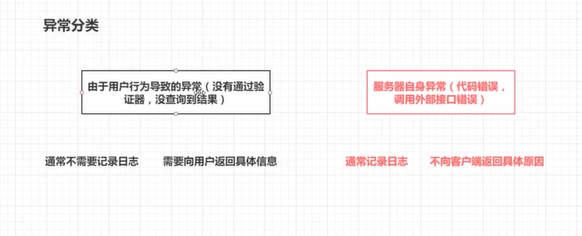 异常分类
由于用户行为导致的异常（没有通过验
证器，没查询到结果）
服务器自身异常（代码错误，
调用外部接口错误）
通常不需要记录日志 需要向用户返回具体信息 通常记录日志 不向客户端返回具体原因